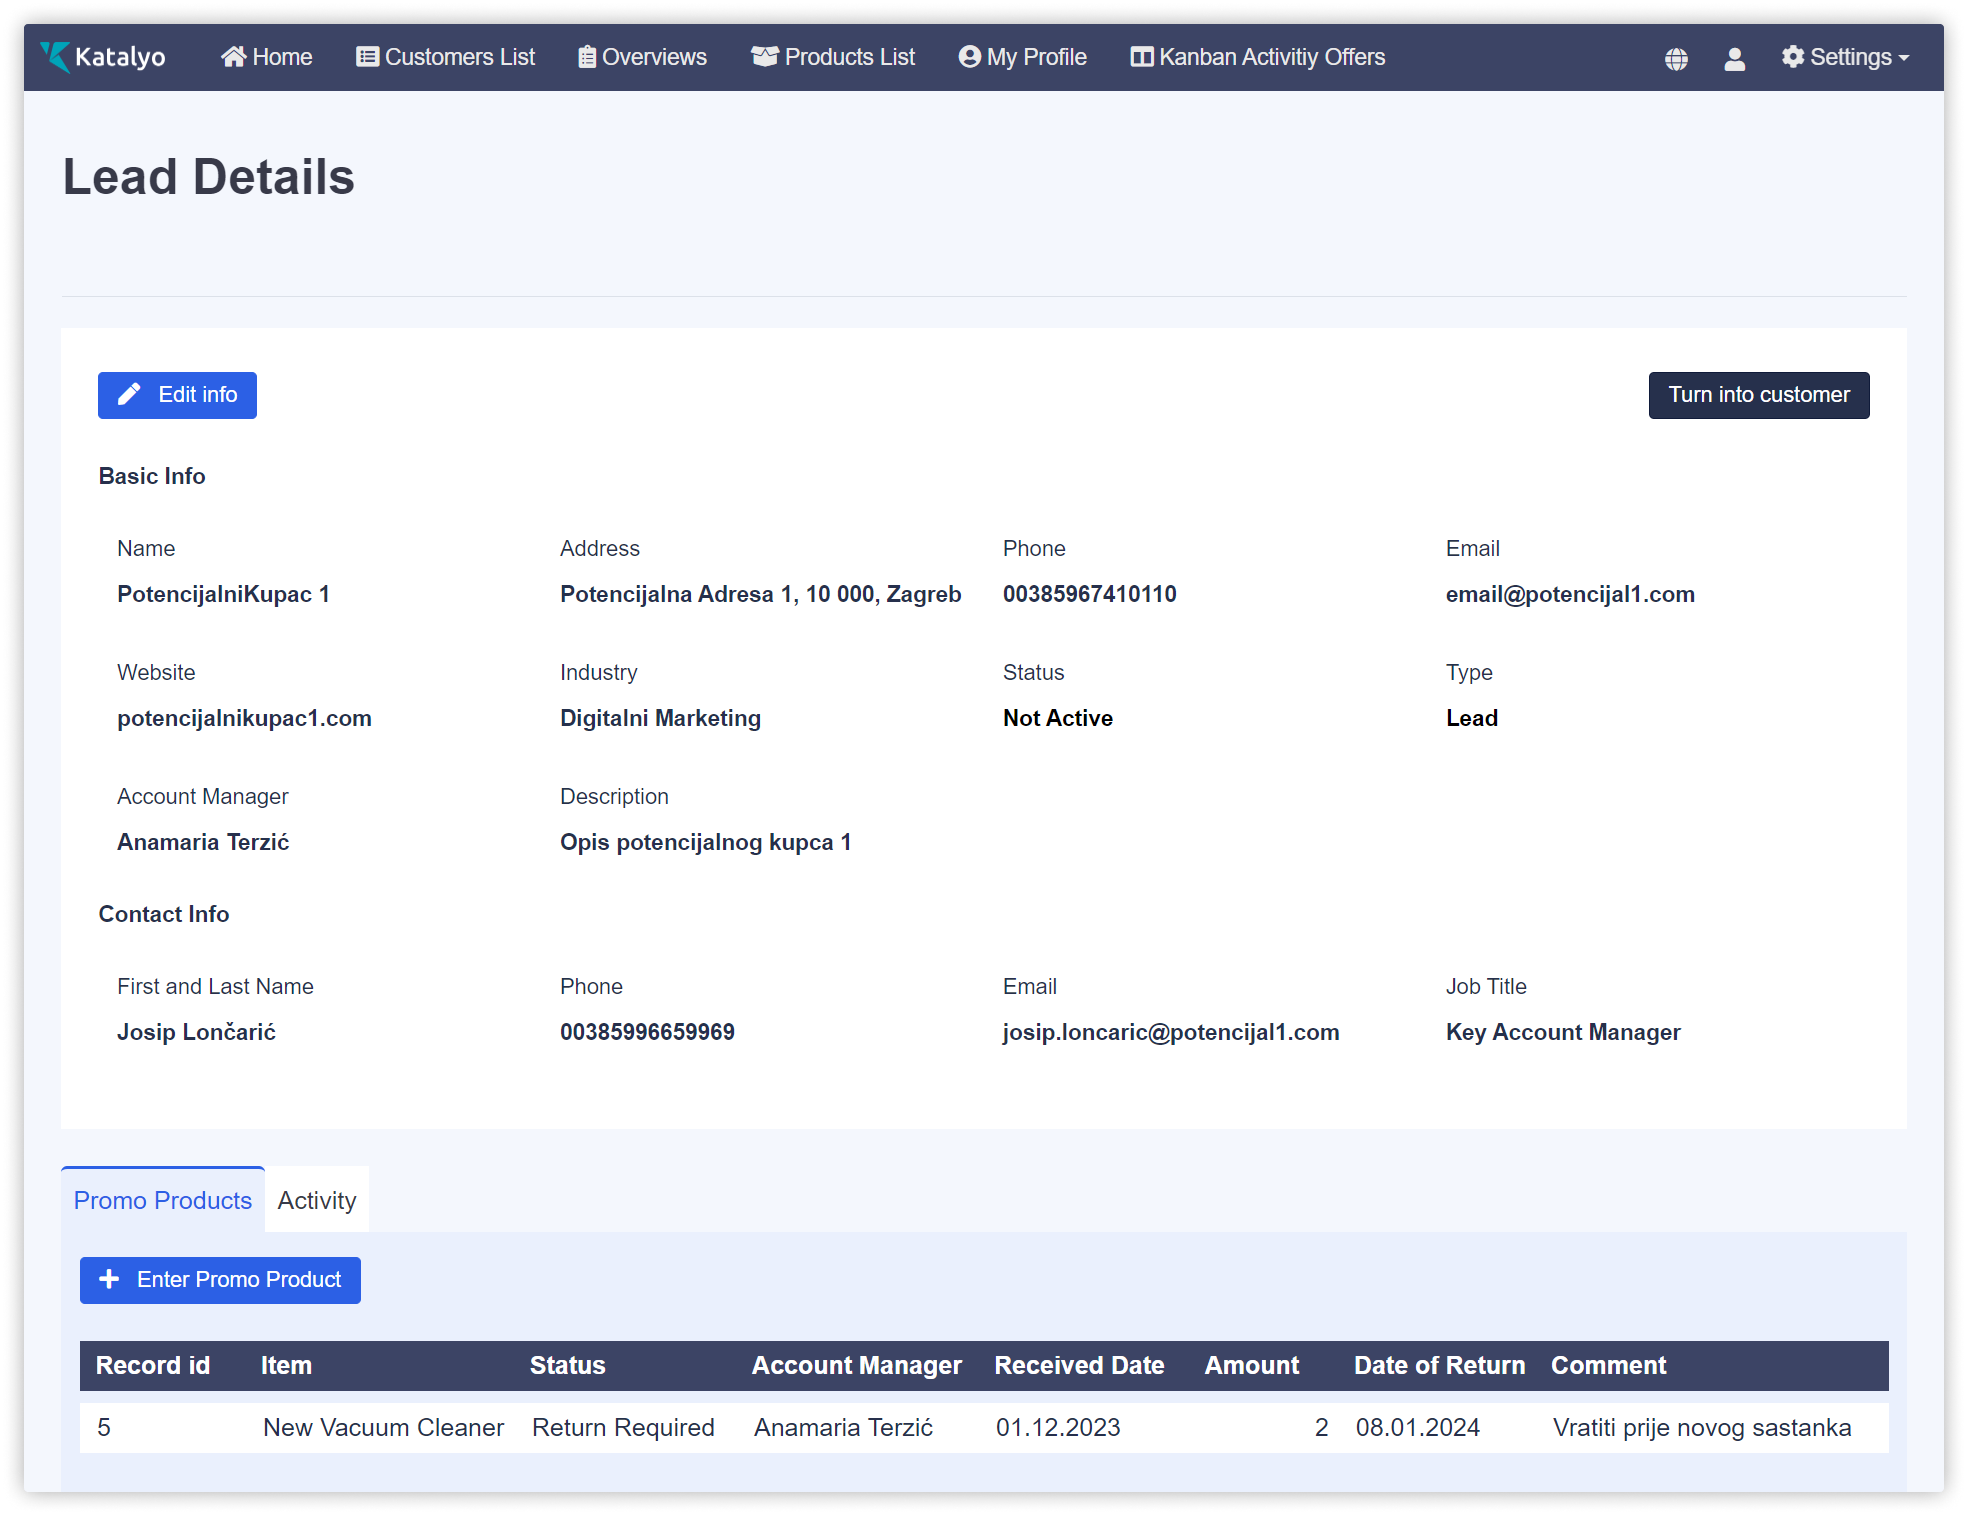 Katalyo Home Customers List Overviews Products List My Profile Kanban Activitiy Offers Settings
Lead Details
Edit info Turn into customer
Basic Info
Name Address Phone Email
PotencijalniKupac 1 Potencijalna Adresa 1, 10 000, Zagreb 00385967410110 email@potencijal1.com
Website Industry Status Type
potencijalnikupac1.com Digitalni Marketing Not Active Lead
Account Manager Description
Anamaria Terzić Opis potencijalnog kupca 1
Contact Info
First and Last Name Phone Email Job Title
Josip Lončarić 00385996659969 josip.loncaric@potencijal1.com Key Account Manager
Promo Products Activity
Enter Promo Product
Record id Item Status Account Manager Received Date Amount Date of Return Comment
5 New Vacuum Cleaner Return Required Anamaria Terzić 01.12.2023 2 08.01.2024 Vratiti prije novog sastanka